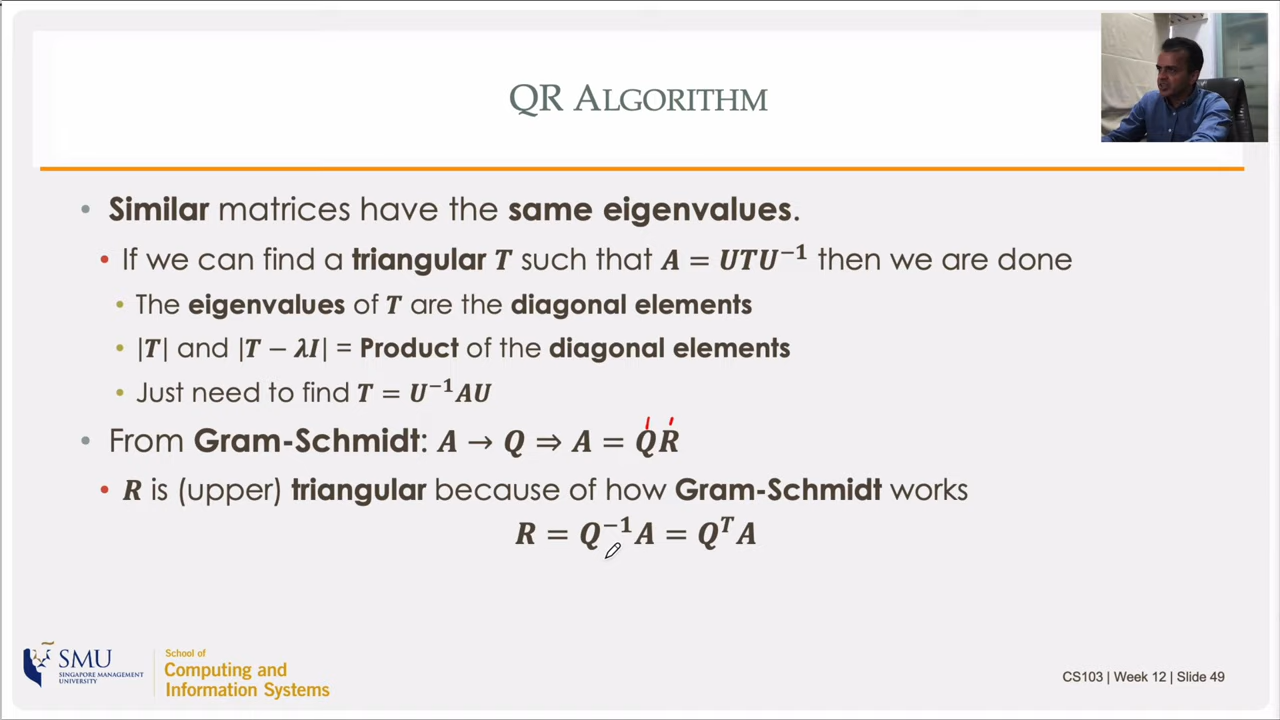 QR ALGORITHM
• Similar matrices have the same eigenvalues.
• If we can find a triangular T such that A = UTU⁻¹ then we are done
• The eigenvalues of T are the diagonal elements
• |T| and |T − λI| = Product of the diagonal elements
• Just need to find T = U⁻¹AU
• From Gram-Schmidt: A → Q ⇒ A = QR
• R is (upper) triangular because of how Gram-Schmidt works
R = Q⁻¹A = QᵀA
SMU
SINGAPORE MANAGEMENT
UNIVERSITY
School of
Computing and
Information Systems
CS103 | Week 12 | Slide 49